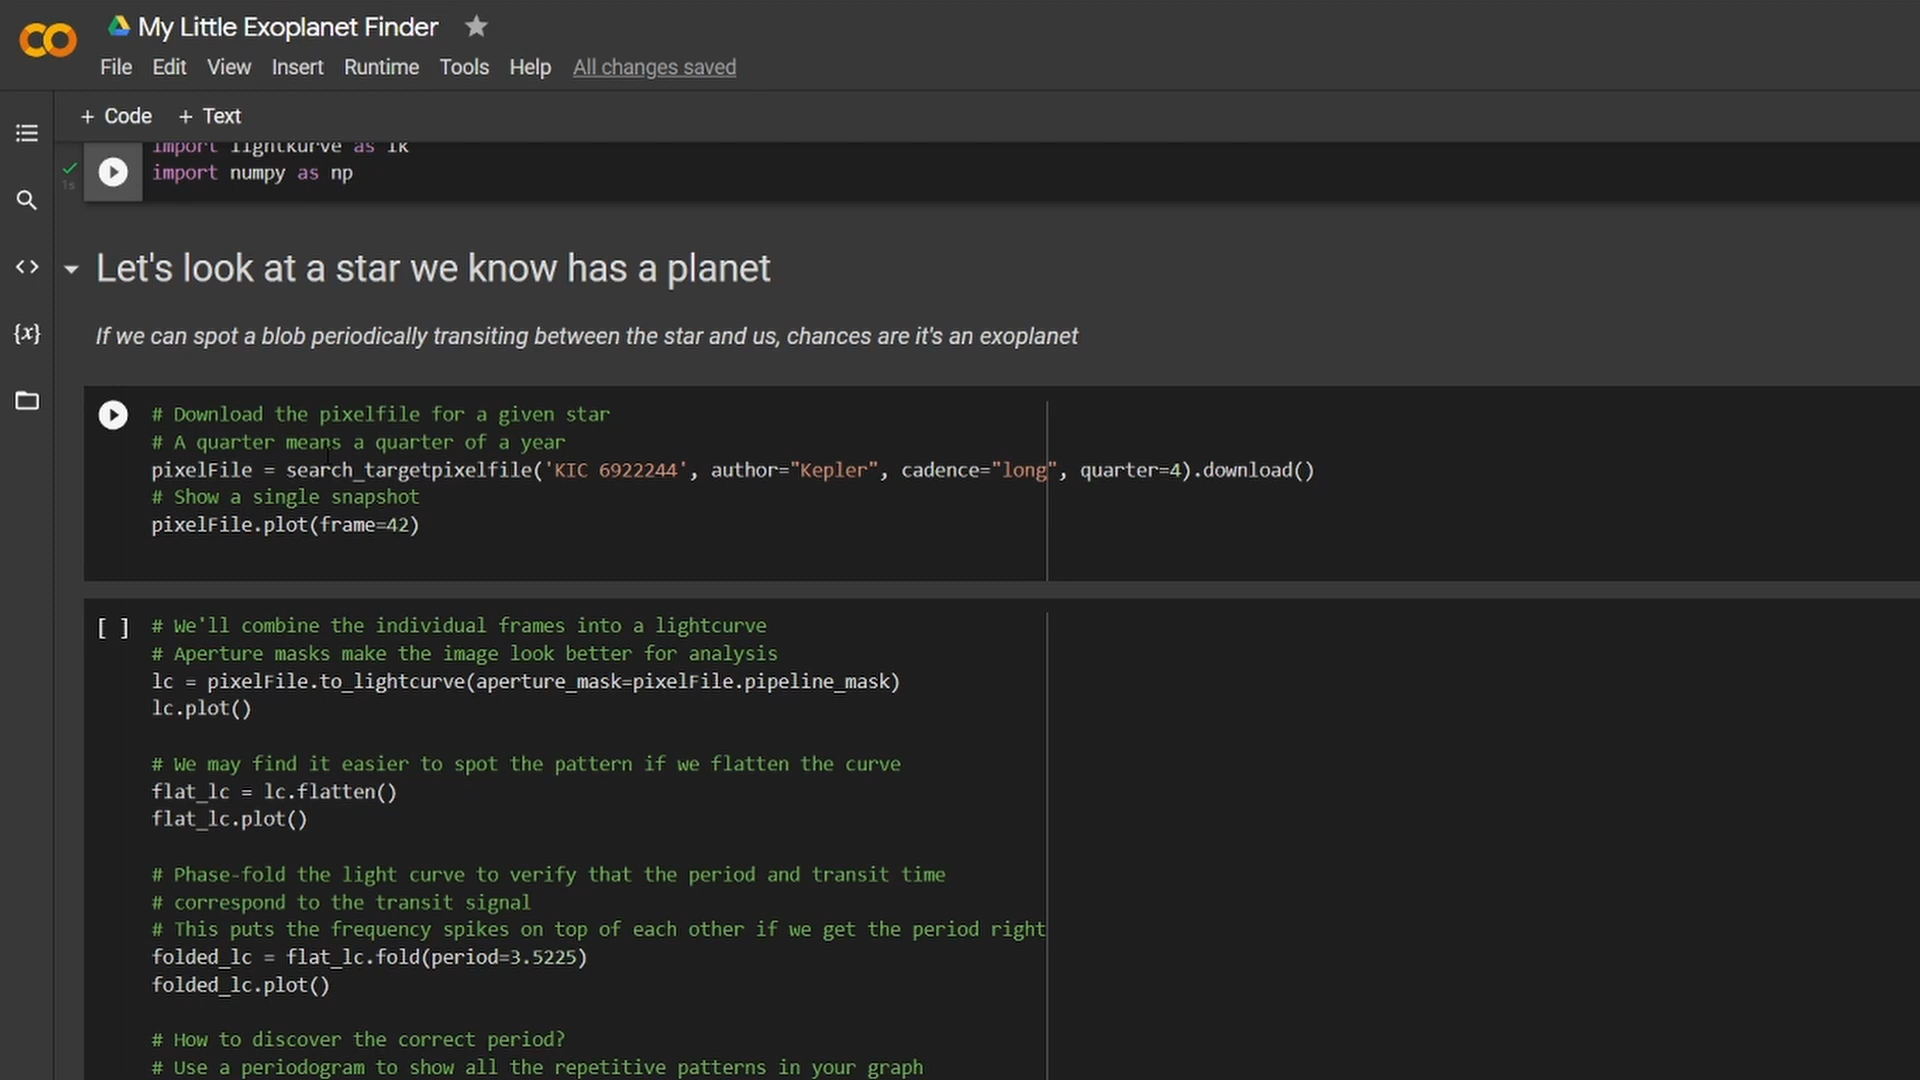 My Little Exoplanet Finder
File Edit View Insert Runtime Tools Help All changes saved
+ Code + Text
import lightkurve as lk
1s
import numpy as np
Let's look at a star we know has a planet
{x}
If we can spot a blob periodically transiting between the star and us, chances are it's an exoplanet
# Download the pixelfile for a given star
# A quarter means a quarter of a year
pixelFile = search_targetpixelfile('KIC 6922244', author="Kepler", cadence="long", quarter=4).download()
# Show a single snapshot
pixelFile.plot(frame=42)
[ ] # We'll combine the individual frames into a lightcurve
# Aperture masks make the image look better for analysis
lc = pixelFile.to_lightcurve(aperture_mask=pixelFile.pipeline_mask)
lc.plot()
# We may find it easier to spot the pattern if we flatten the curve
flat_lc = lc.flatten()
flat_lc.plot()
# Phase-fold the light curve to verify that the period and transit time
# correspond to the transit signal
# This puts the frequency spikes on top of each other if we get the period right
folded_lc = flat_lc.fold(period=3.5225)
folded_lc.plot()
# How to discover the correct period?
# Use a periodogram to show all the repetitive patterns in your graph